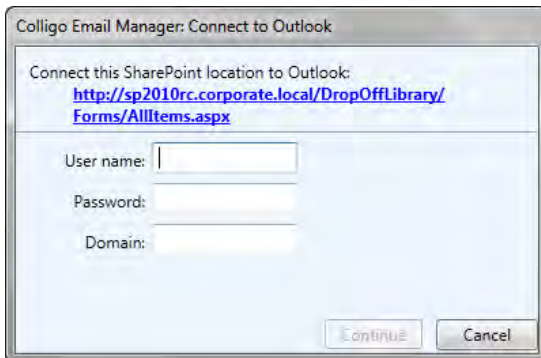 Colligo Email Manager: Connect to Outlook
Connect this SharePoint location to Outlook:
http://sp2010rc.corporate.local/DropOffLibrary/
Forms/AllItems.aspx
User name:
Password:
Domain:
Continue Cancel